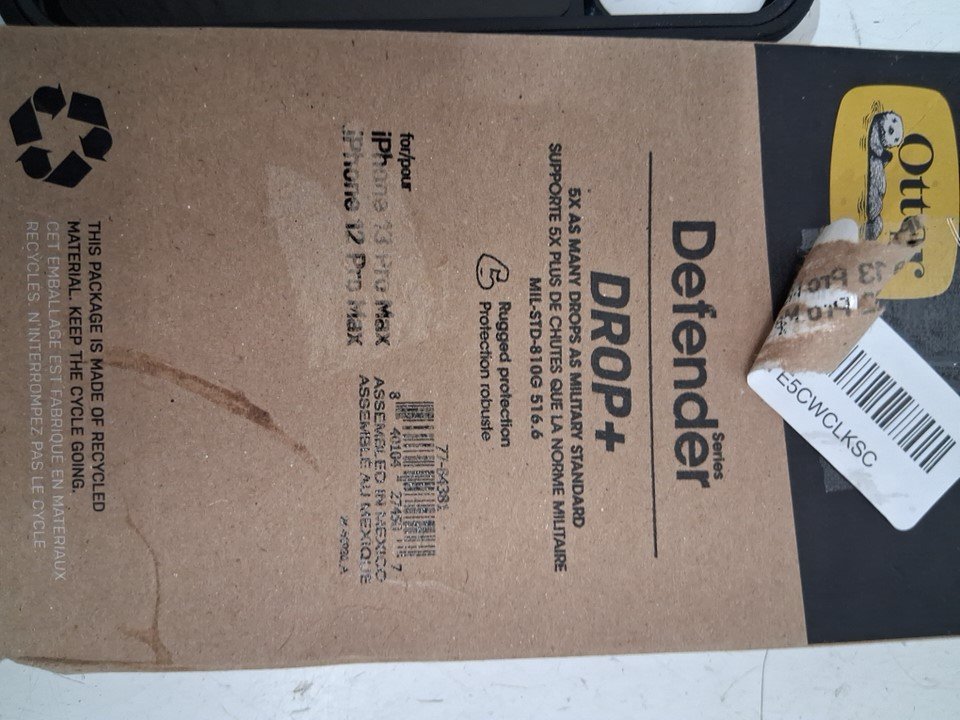 Defender
Series
DROP+
5X AS MANY DROPS AS MILITARY STANDARD
SUPPORTE 5X PLUS DE CHUTES QUE LA NORME MILITAIRE
MIL-STD-810G 516.6
Rugged protection
Protection robuste
for/pour
iPhone 13 Pro Max
iPhone 12 Pro Max
ASSEMBLED IN MEXICO
ASSEMBLÉ AU MEXIQUE
THIS PACKAGE IS MADE OF RECYCLED
MATERIAL. KEEP THE CYCLE GOING.
CET EMBALLAGE EST FABRIQUÉ EN MATÉRIAUX
RECYCLÉS. N'INTERROMPEZ PAS LE CYCLE
E5CWCLKSC